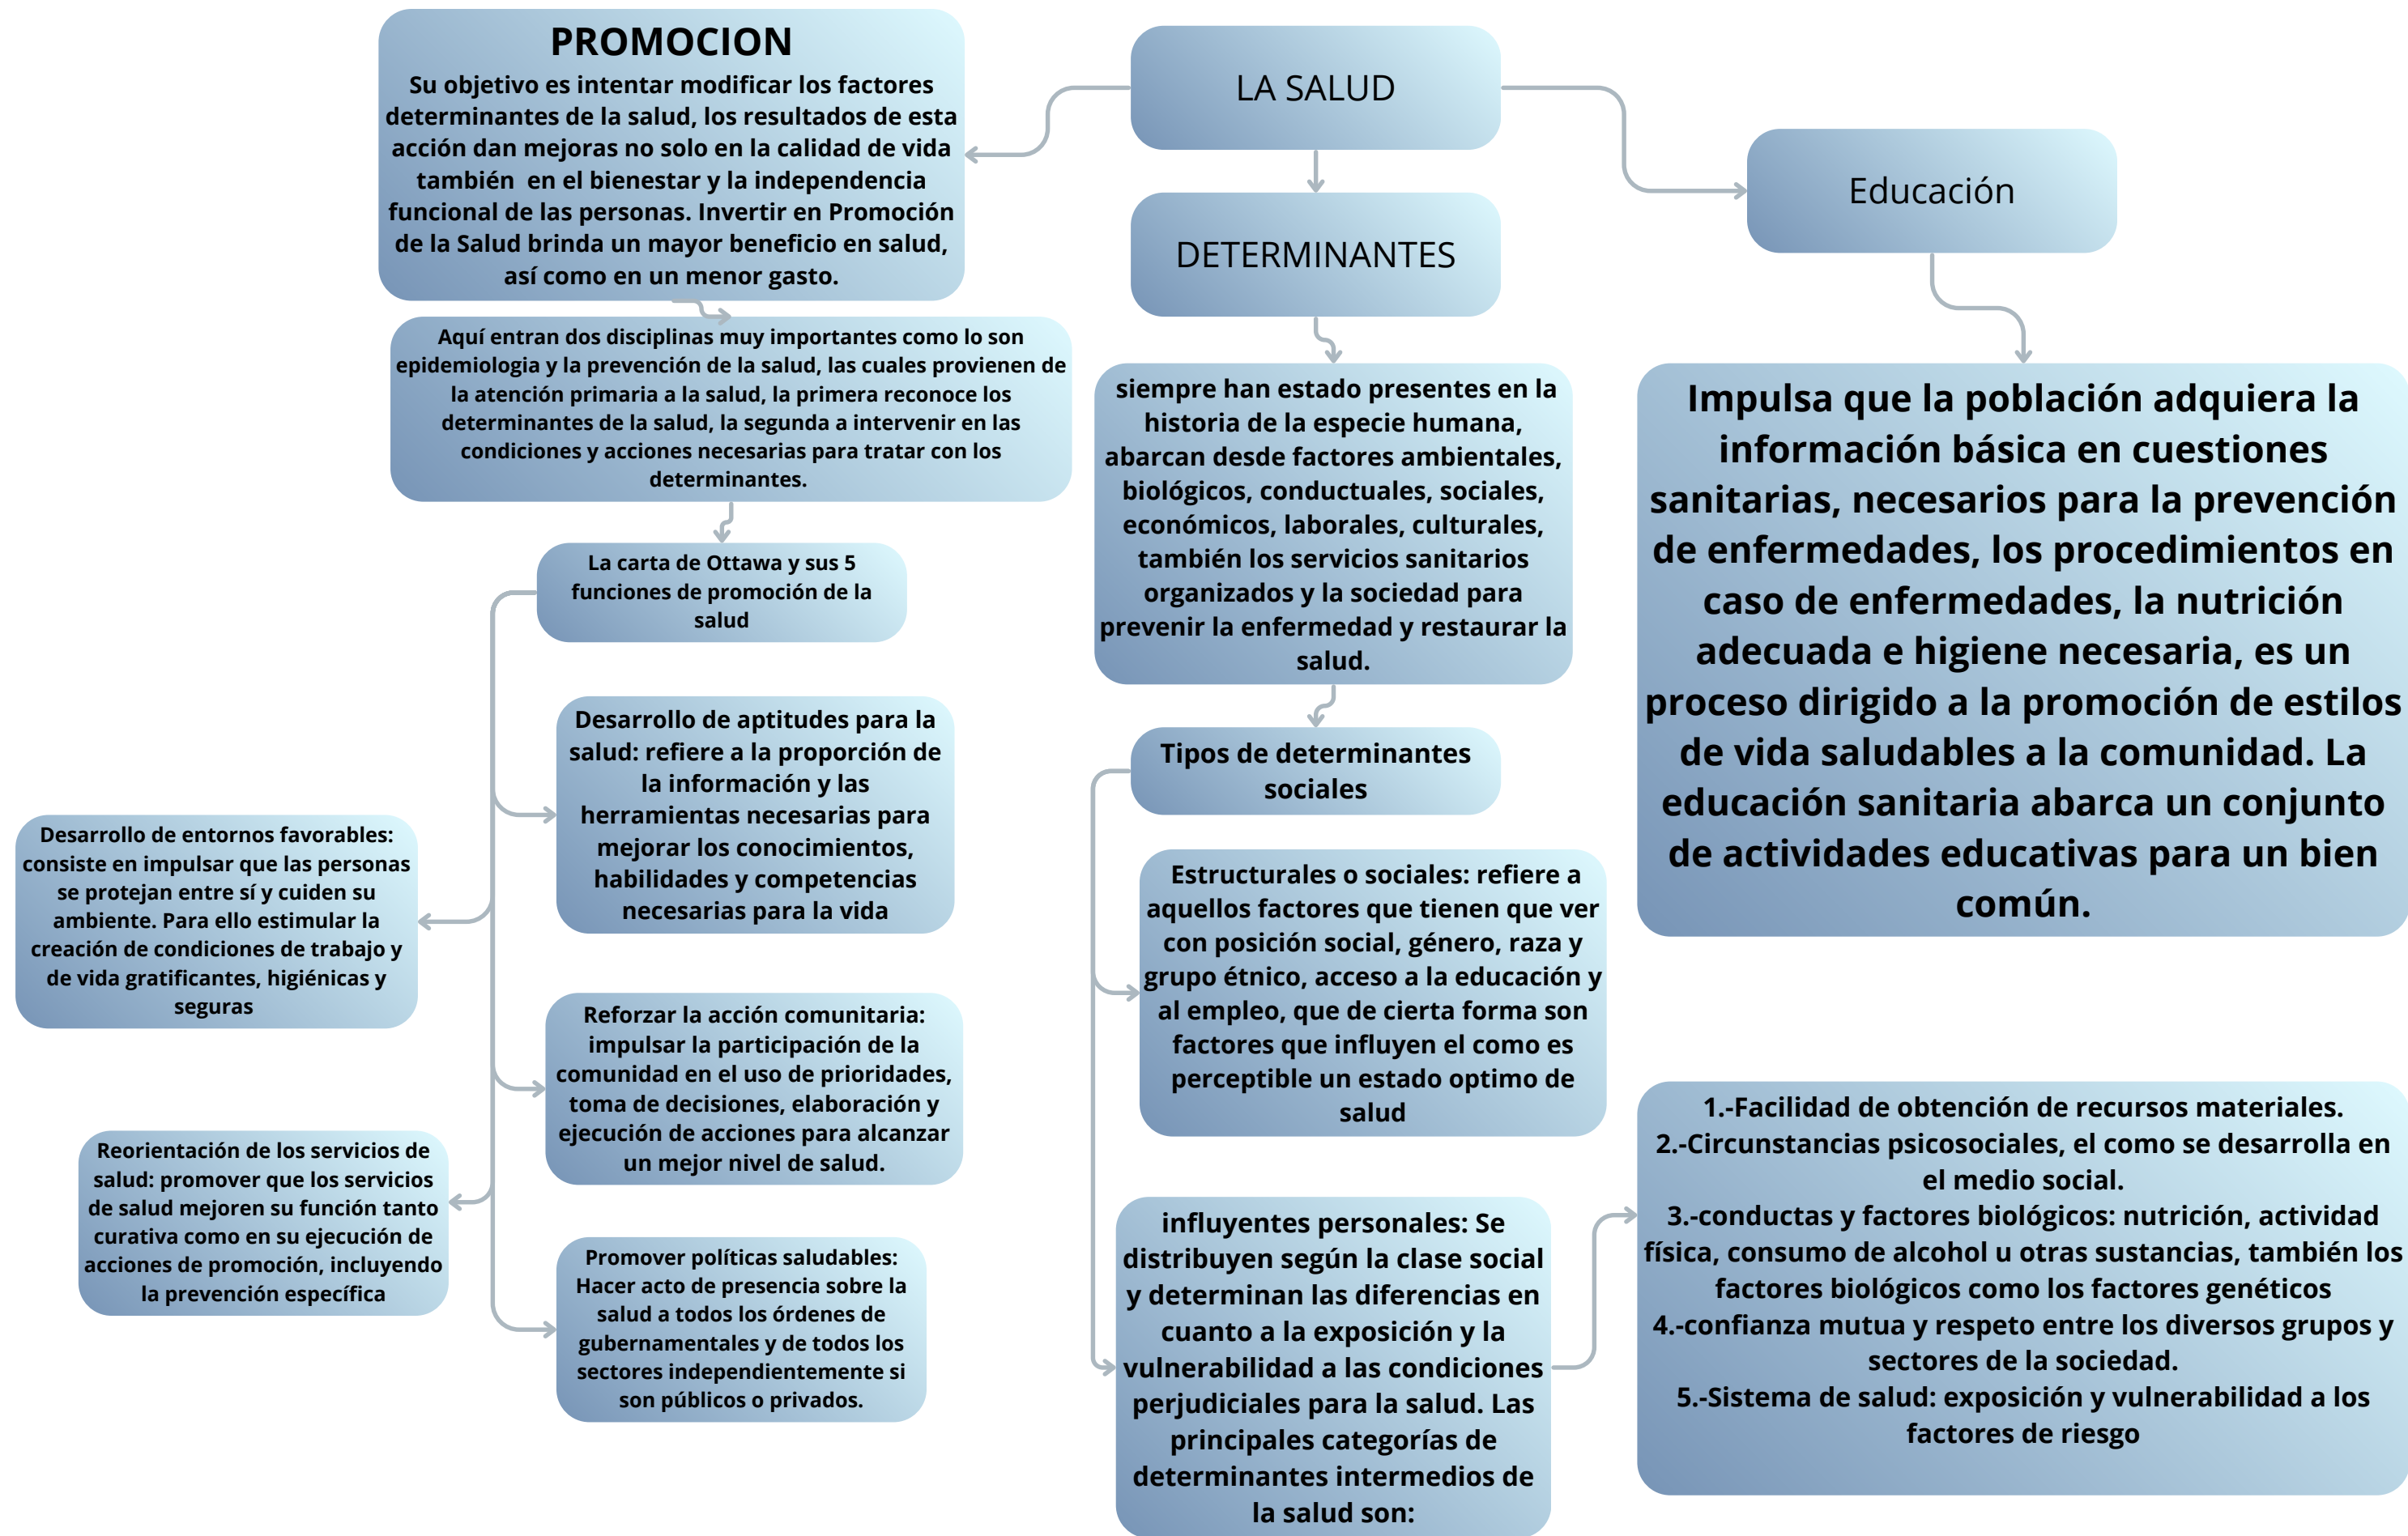 PROMOCION
Su objetivo es intentar modificar los factores
determinantes de la salud, los resultados de esta
acción dan mejoras no solo en la calidad de vida
también  en el bienestar y la independencia
funcional de las personas. Invertir en Promoción
de la Salud brinda un mayor beneficio en salud,
así como en un menor gasto.
Aquí entran dos disciplinas muy importantes como lo son
epidemiologia y la prevención de la salud, las cuales provienen de
la atención primaria a la salud, la primera reconoce los
determinantes de la salud, la segunda a intervenir en las
condiciones y acciones necesarias para tratar con los
determinantes.
La carta de Ottawa y sus 5
funciones de promoción de la
salud
Desarrollo de aptitudes para la
salud: refiere a la proporción de
la información y las
herramientas necesarias para
mejorar los conocimientos,
habilidades y competencias
necesarias para la vida
Desarrollo de entornos favorables:
consiste en impulsar que las personas
se protejan entre sí y cuiden su
ambiente. Para ello estimular la
creación de condiciones de trabajo y
de vida gratificantes, higiénicas y
seguras
Reforzar la acción comunitaria:
impulsar la participación de la
comunidad en el uso de prioridades,
toma de decisiones, elaboración y
ejecución de acciones para alcanzar
un mejor nivel de salud.
Reorientación de los servicios de
salud: promover que los servicios
de salud mejoren su función tanto
curativa como en su ejecución de
acciones de promoción, incluyendo
la prevención específica
Promover políticas saludables:
Hacer acto de presencia sobre la
salud a todos los órdenes de
gubernamentales y de todos los
sectores independientemente si
son públicos o privados.
LA SALUD
DETERMINANTES
siempre han estado presentes en la
historia de la especie humana,
abarcan desde factores ambientales,
biológicos, conductuales, sociales,
económicos, laborales, culturales,
también los servicios sanitarios
organizados y la sociedad para
prevenir la enfermedad y restaurar la
salud.
Tipos de determinantes
sociales
Estructurales o sociales: refiere a
aquellos factores que tienen que ver
con posición social, género, raza y
grupo étnico, acceso a la educación y
al empleo, que de cierta forma son
factores que influyen el como es
perceptible un estado optimo de
salud
influyentes personales: Se
distribuyen según la clase social
y determinan las diferencias en
cuanto a la exposición y la
vulnerabilidad a las condiciones
perjudiciales para la salud. Las
principales categorías de
determinantes intermedios de
la salud son:
1.-Facilidad de obtención de recursos materiales.
2.-Circunstancias psicosociales, el como se desarrolla en
el medio social.
3.-conductas y factores biológicos: nutrición, actividad
física, consumo de alcohol u otras sustancias, también los
factores biológicos como los factores genéticos
4.-confianza mutua y respeto entre los diversos grupos y
sectores de la sociedad.
5.-Sistema de salud: exposición y vulnerabilidad a los
factores de riesgo
Educación
Impulsa que la población adquiera la
información básica en cuestiones
sanitarias, necesarios para la prevención
de enfermedades, los procedimientos en
caso de enfermedades, la nutrición
adecuada e higiene necesaria, es un
proceso dirigido a la promoción de estilos
de vida saludables a la comunidad. La
educación sanitaria abarca un conjunto
de actividades educativas para un bien
común.